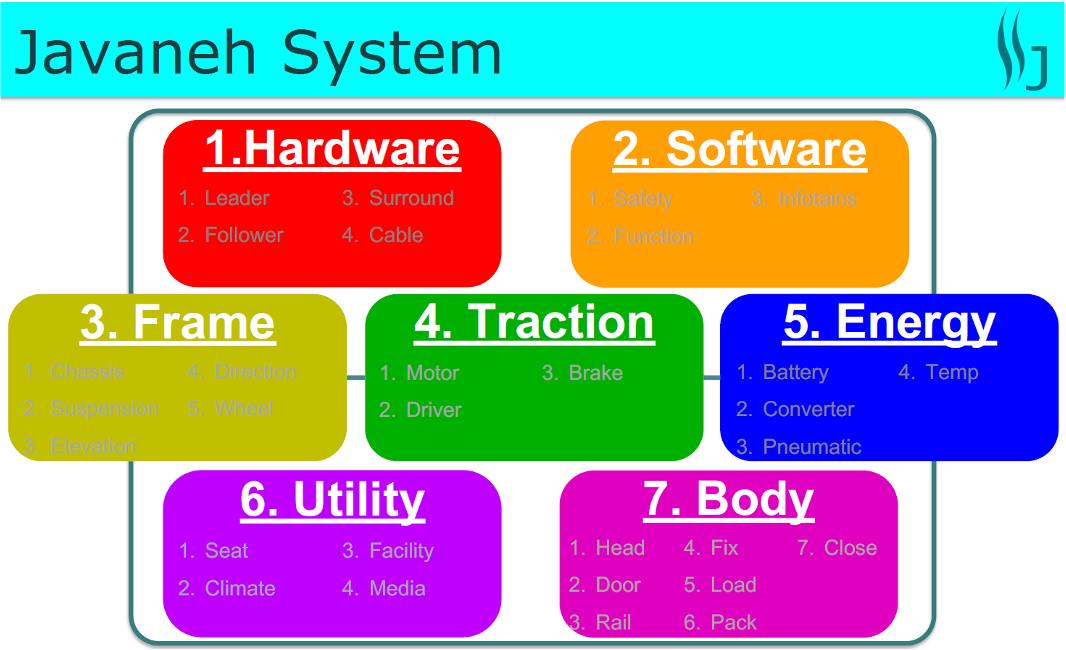 Javaneh System
J
1.Hardware
1. Leader
2. Follower
3. Surround
4. Cable
2. Software
1. Safety
2. Function
3. Infotains
3. Frame
1. Chassis
2. Suspension
3. Elevation
4. Direction
5. Wheel
4. Traction
1. Motor
2. Driver
3. Brake
5. Energy
1. Battery
2. Converter
3. Pneumatic
4. Temp
6. Utility
1. Seat
2. Climate
3. Facility
4. Media
7. Body
1. Head
2. Door
3. Rail
4. Fix
5. Load
6. Pack
7. Close